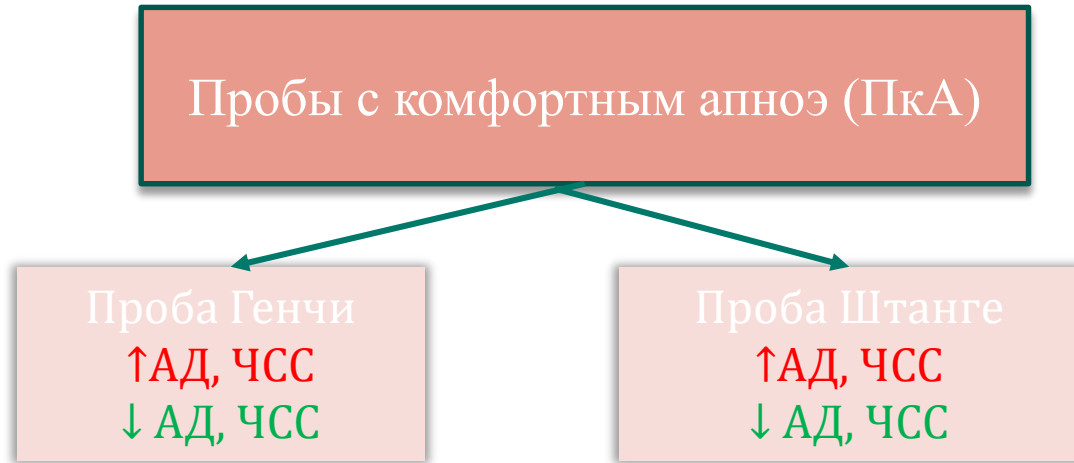 Пробы с комфортным апноэ (ПкА)
Проба Генчи
↑АД, ЧСС
↓ АД, ЧСС
Проба Штанге
↑АД, ЧСС
↓ АД, ЧСС